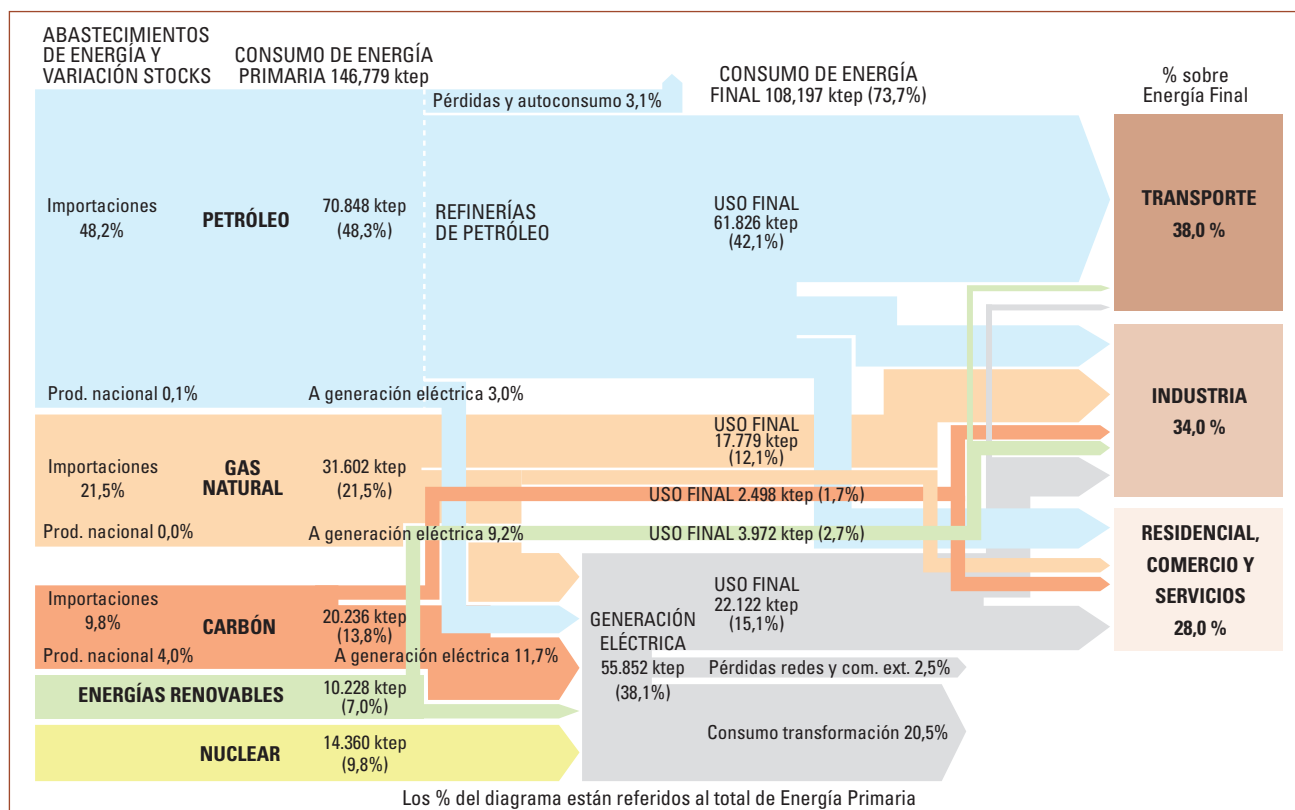 ABASTECIMIENTOS
DE ENERGÍA Y
VARIACIÓN STOCKS
CONSUMO DE ENERGÍA
PRIMARIA 146,779 ktep
CONSUMO DE ENERGÍA
FINAL 108,197 ktep (73,7%)
% sobre
Energía Final
Pérdidas y autoconsumo 3,1%
Importaciones
48,2%
PETRÓLEO
70.848 ktep
(48,3%)
REFINERÍAS
DE PETRÓLEO
USO FINAL
61.826 ktep
(42,1%)
TRANSPORTE
38,0 %
Prod. nacional 0,1%
A generación eléctrica 3,0%
INDUSTRIA
34,0 %
Importaciones
21,5%
GAS
NATURAL
31.602 ktep
(21,5%)
USO FINAL
17.779 ktep
(12,1%)
USO FINAL 2.498 ktep (1,7%)
Prod. nacional 0,0%
A generación eléctrica 9,2%
USO FINAL 3.972 ktep (2,7%)
RESIDENCIAL,
COMERCIO Y
SERVICIOS
28,0 %
Importaciones
9,8%
CARBÓN
20.236 ktep
(13,8%)
Prod. nacional 4,0%
A generación eléctrica 11,7%
GENERACIÓN
ELÉCTRICA
55.852 ktep
(38,1%)
USO FINAL
22.122 ktep
(15,1%)
Pérdidas redes y com. ext. 2,5%
ENERGÍAS RENOVABLES
10.228 ktep
(7,0%)
NUCLEAR
14.360 ktep
(9,8%)
Consumo transformación 20,5%
Los % del diagrama están referidos al total de Energía Primaria